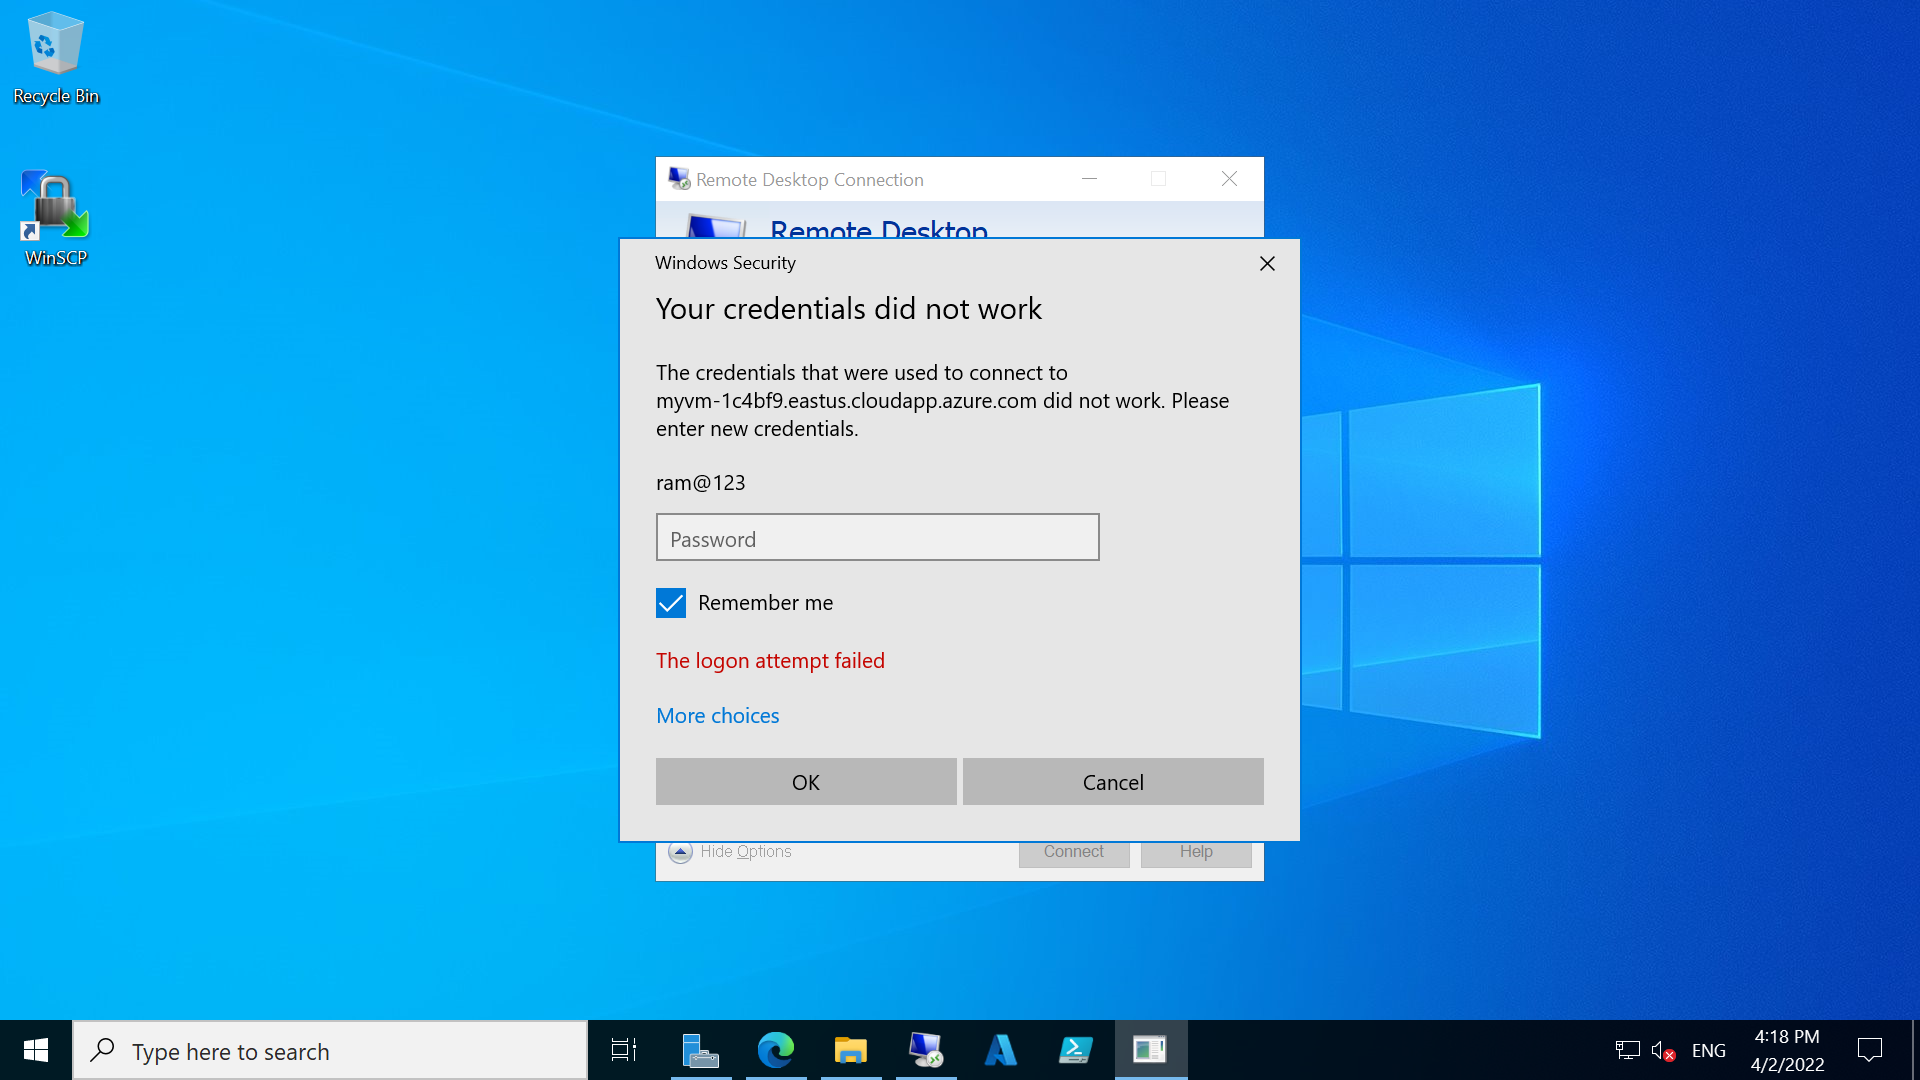 Recycle Bin
WinSCP
Remote Desktop Connection
Remote Desktop
Windows Security
Your credentials did not work
The credentials that were used to connect to
myvm-1c4bf9.eastus.cloudapp.azure.com did not work. Please
enter new credentials.
ram@123
Password
Remember me
The logon attempt failed
More choices
OK
Cancel
Hide Options
Connect
Help
Type here to search
ENG
4:18 PM
4/2/2022